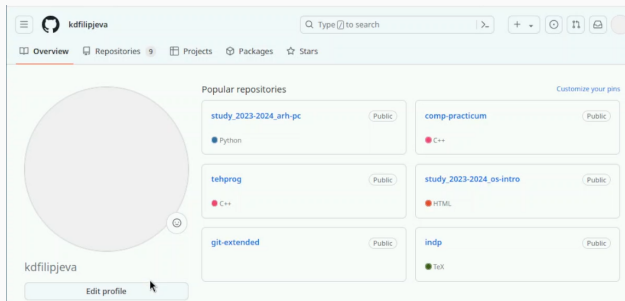 kdfilipjeva
Type / to search
Overview Repositories 9 Projects Packages Stars
Popular repositories Customize your pins
study_2023-2024_arh-pc Public
Python
comp-practicum Public
C++
tehprog Public
C++
study_2023-2024_os-intro Public
HTML
git-extended Public
indp Public
TeX
kdfilipjeva
Edit profile